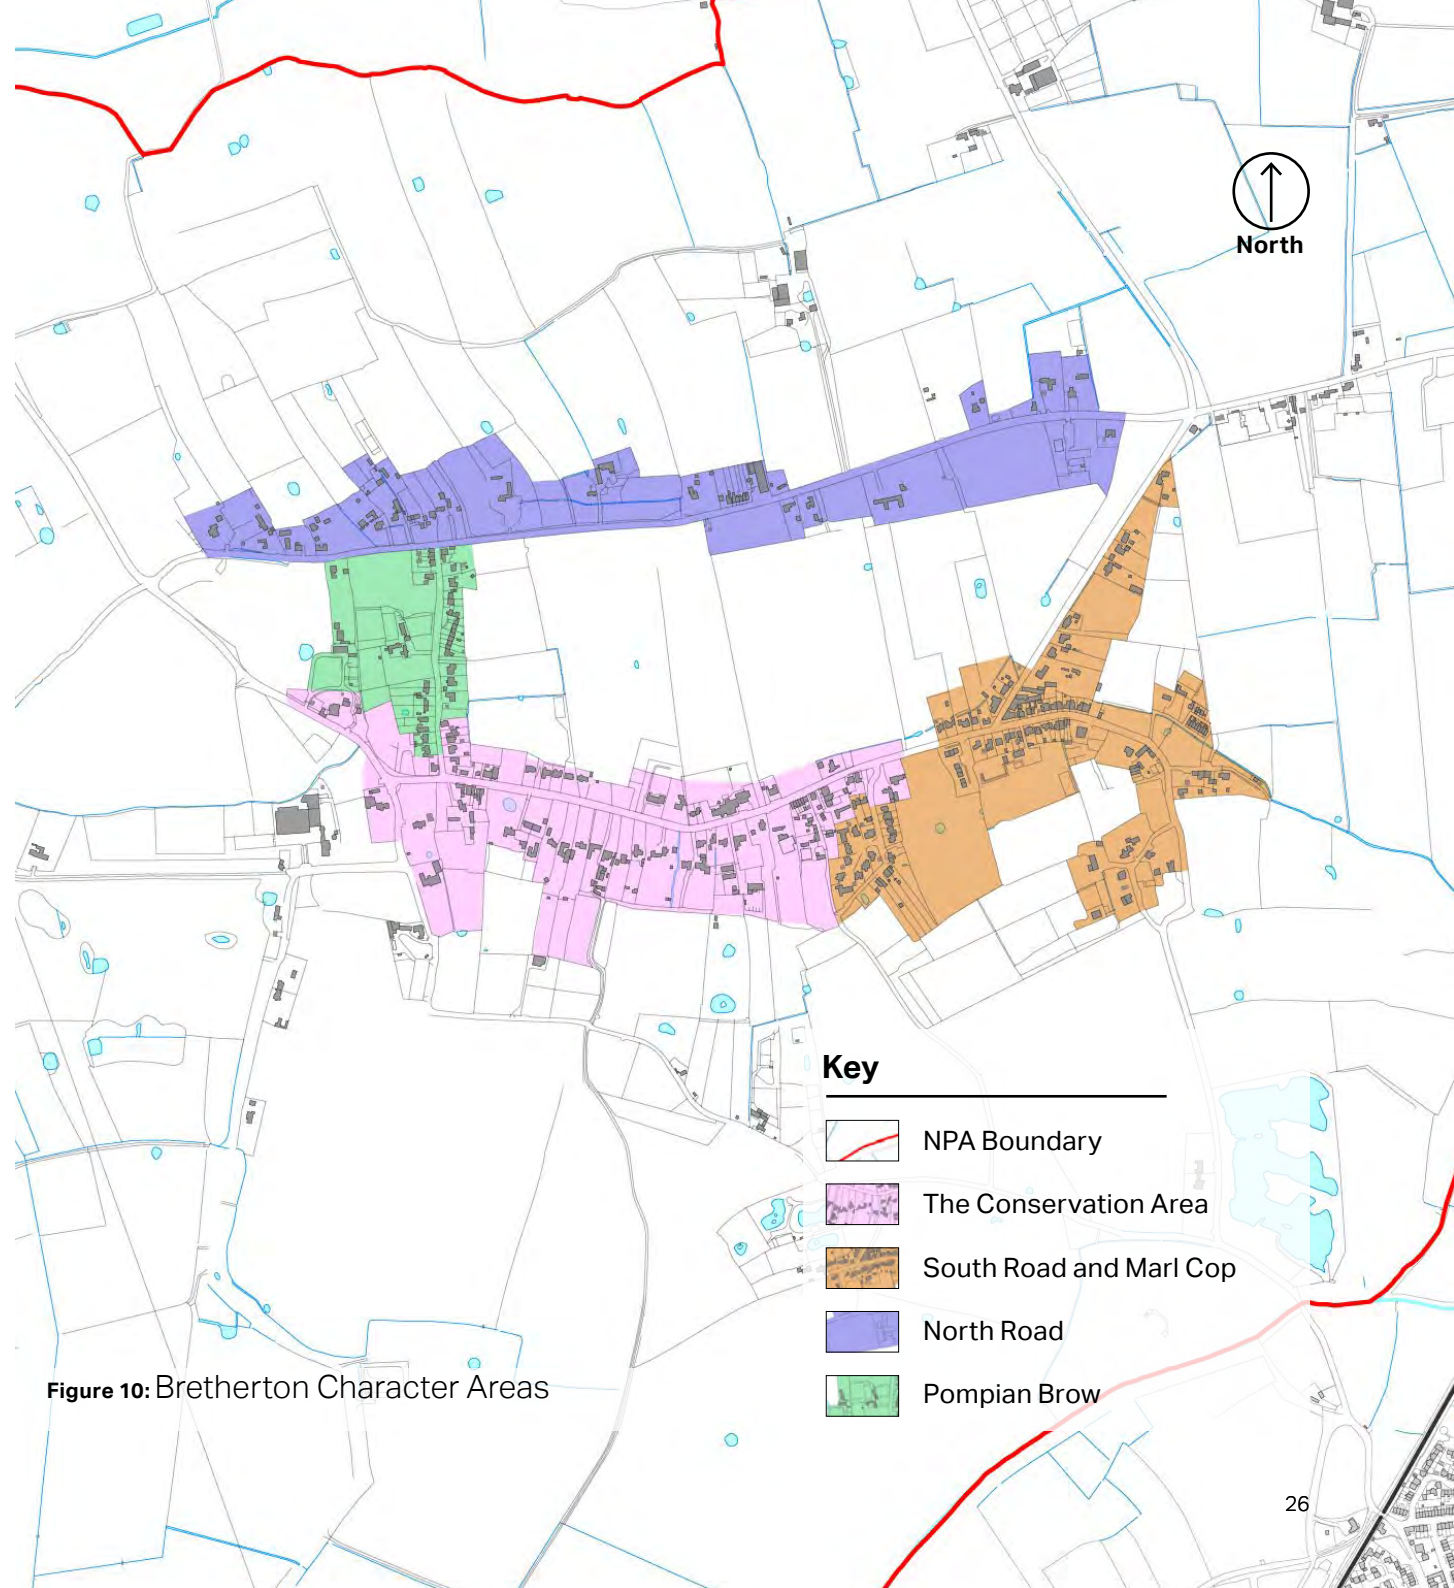 North
Key
NPA Boundary
The Conservation Area
South Road and Marl Cop
North Road
Pompian Brow
Figure 10: Bretherton Character Areas
26